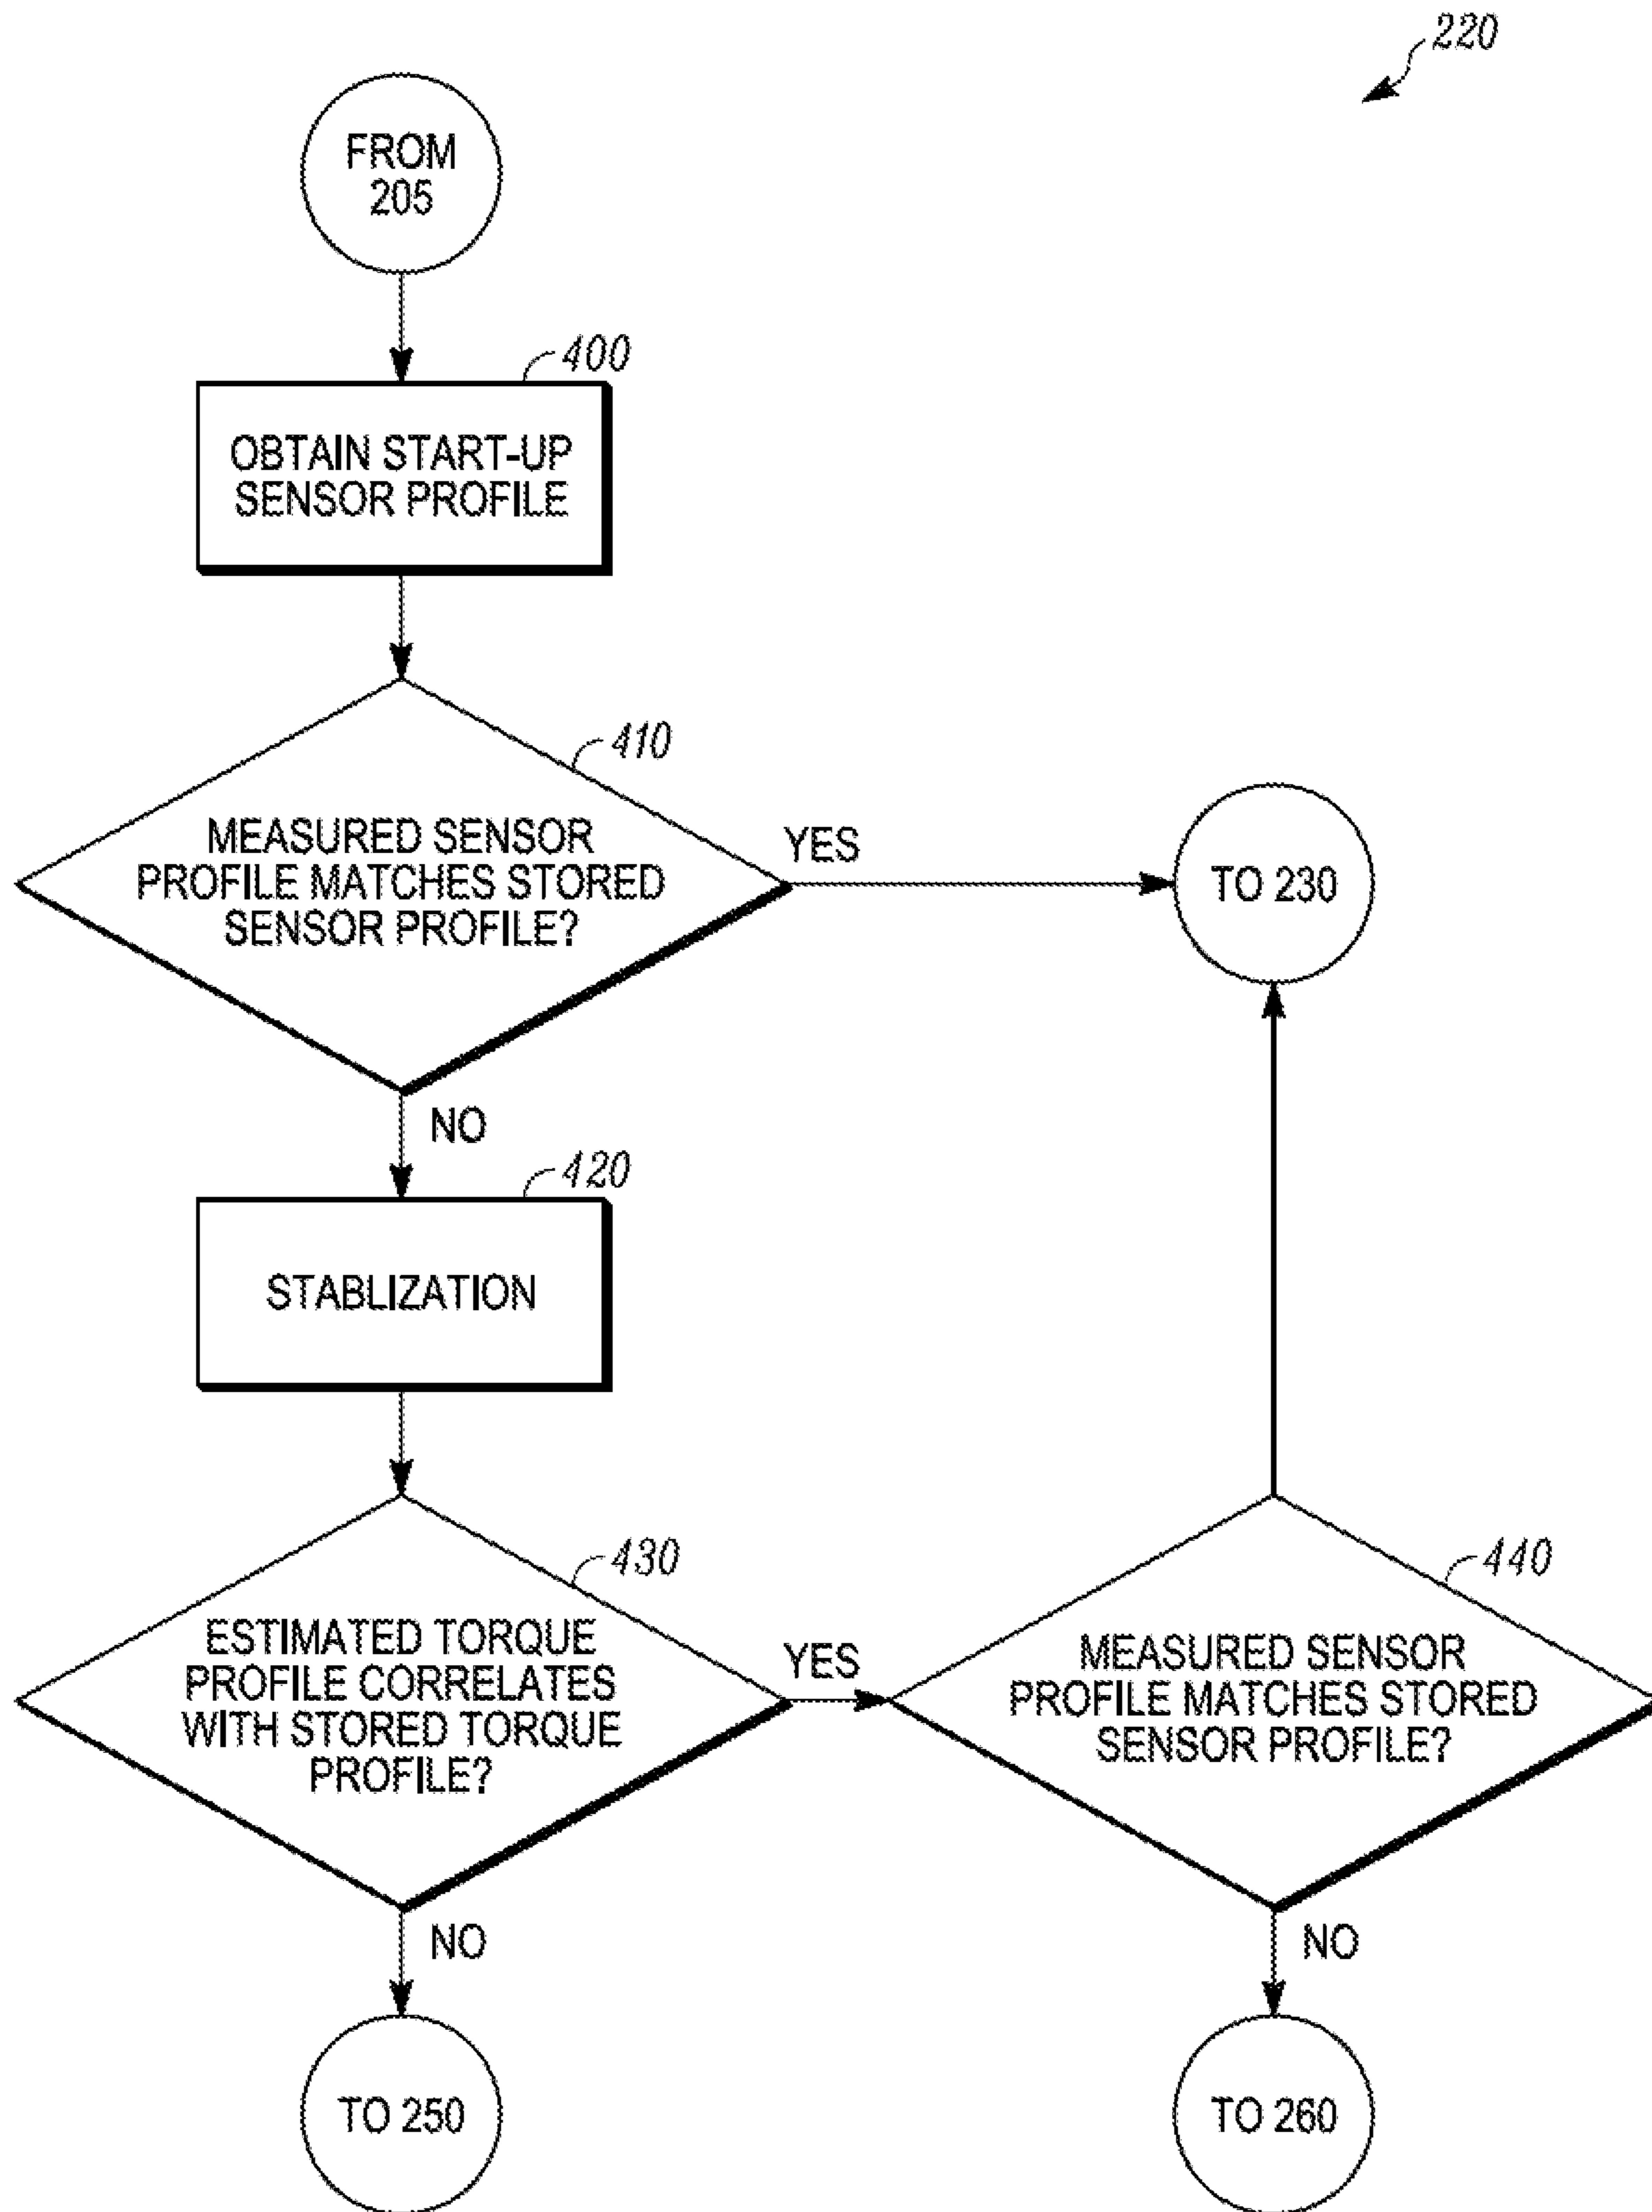 220
FROM
205
400
OBTAIN START-UP
SENSOR PROFILE
410
MEASURED SENSOR
PROFILE MATCHES STORED
SENSOR PROFILE?
YES
TO 230
NO
420
STABLIZATION
430
ESTIMATED TORQUE
PROFILE CORRELATES
WITH STORED TORQUE
PROFILE?
YES
440
MEASURED SENSOR
PROFILE MATCHES STORED
SENSOR PROFILE?
NO
NO
TO 250
TO 260